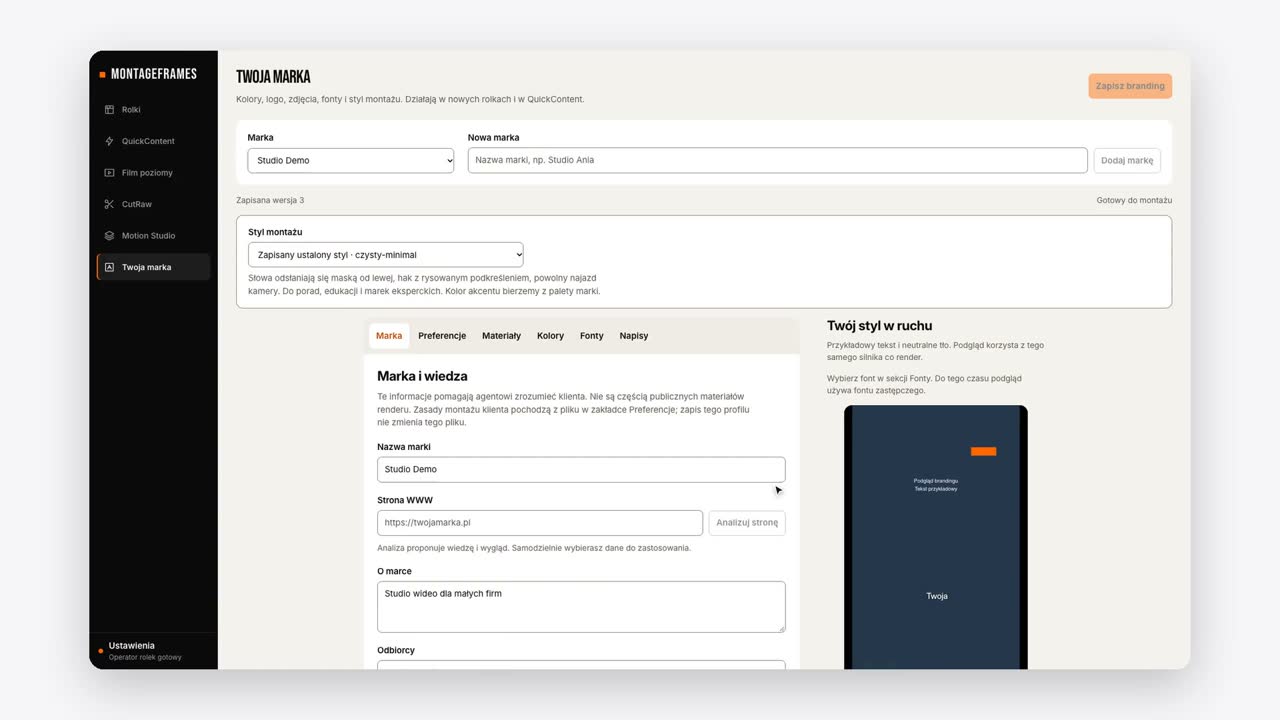 MONTAGEFRAMES
Rolki
QuickContent
Film poziomy
CutRaw
Motion Studio
Twoja marka
Ustawienia
Operator rolek gotowy
TWOJA MARKA
Kolory, logo, zdjęcia, fonty i styl montażu. Działają w nowych rolkach i w QuickContent.
Zapisz branding
Marka
Studio Demo
Nowa marka
Nazwa marki, np. Studio Ania
Dodaj markę
Zapisana wersja 3
Gotowy do montażu
Styl montażu
Zapisany ustalony styl · czysty-minimal
Słowa odsłaniają się maską od lewej, hak z rysowanym podkreśleniem, powolny najazd
kamery. Do porad, edukacji i marek eksperckich. Kolor akcentu bierzemy z palety marki.
Marka
Preferencje
Materiały
Kolory
Fonty
Napisy
Marka i wiedza
Te informacje pomagają agentowi zrozumieć klienta. Nie są częścią publicznych materiałów
renderu. Zasady montażu klienta pochodzą z pliku w zakładce Preferencje; zapis tego profilu
nie zmienia tego pliku.
Nazwa marki
Studio Demo
Strona WWW
https://twojamarka.pl
Analizuj stronę
Analiza proponuje wiedzę i wygląd. Samodzielnie wybierasz dane do zastosowania.
O marce
Studio wideo dla małych firm
Odbiorcy
Twój styl w ruchu
Przykładowy tekst i neutralne tło. Podgląd korzysta z tego
samego silnika co render.
Wybierz font w sekcji Fonty. Do tego czasu podgląd
używa fontu zastępczego.
Podgląd brandingu
Tekst przykładowy
Twoja